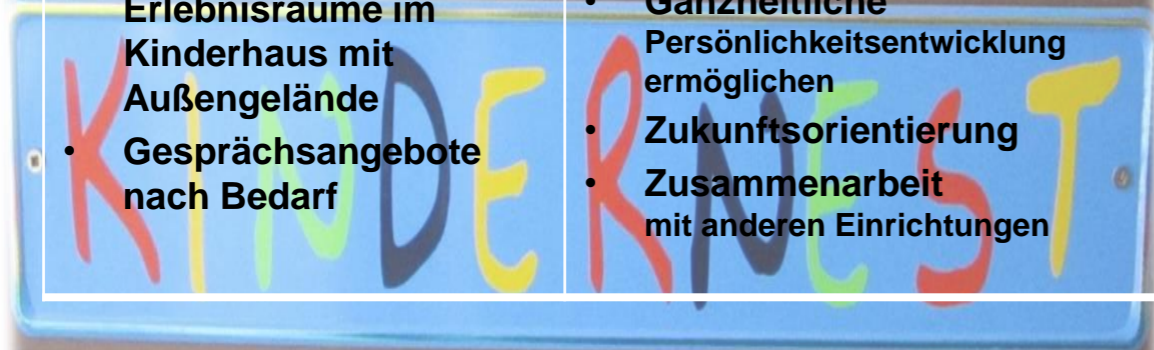 Erlebnisräume im
Kinderhaus mit
Außengelände
• Gesprächsangebote
nach Bedarf
• Ganzheitliche
Persönlichkeitsentwicklung
ermöglichen
• Zukunftsorientierung
• Zusammenarbeit
mit anderen Einrichtungen
KINDERNEST